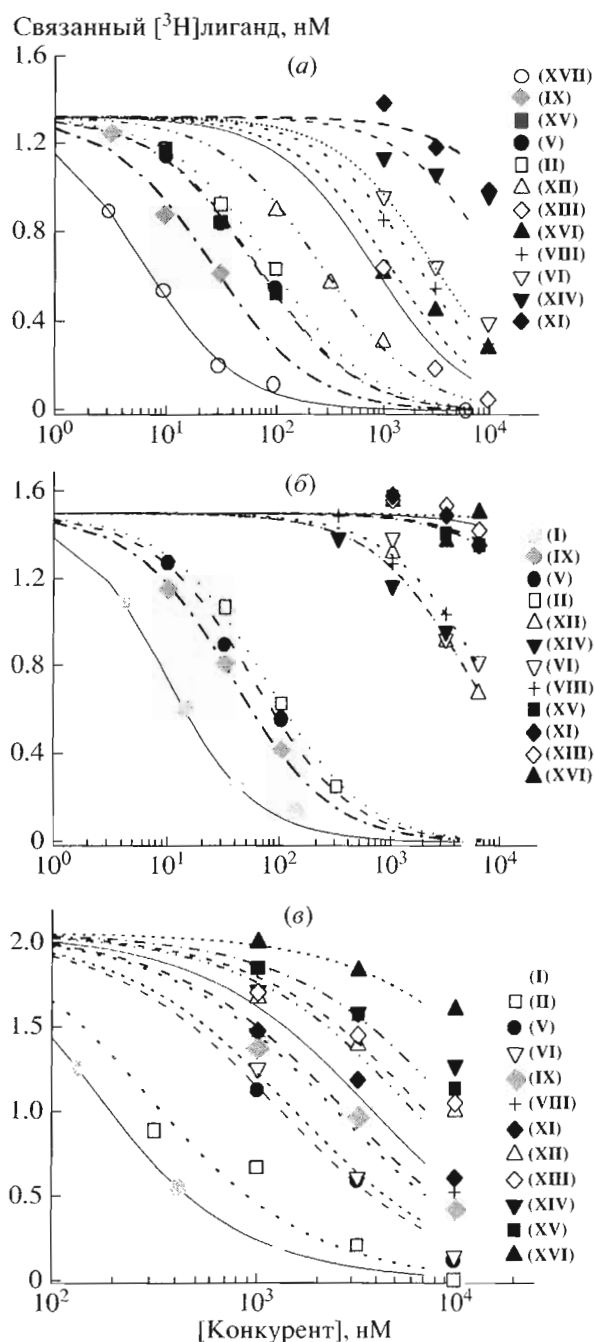 Связанный [³H]лиганд, нМ
1.6
(а)
(XVII)
(IX)
(XV)
(V)
(II)
(XII)
(XIII)
(XVI)
(VIII)
(VI)
(XIV)
(XI)
1.2
0.8
0.4
0
10⁰ 10¹ 10² 10³ 10⁴
1.6
(б)
(I)
(IX)
(V)
(II)
(XII)
(XIV)
(VI)
(VIII)
(XV)
(XI)
(XIII)
(XVI)
1.2
0.8
0.4
0
10⁰ 10¹ 10² 10³ 10⁴
(в)
2.0
(I)
(II)
(V)
(VI)
(IX)
(VIII)
(XI)
(XII)
(XIII)
(XIV)
(XV)
(XVI)
1.5
1.0
0.5
0
10² 10³ 10⁴
[Конкурент], нМ